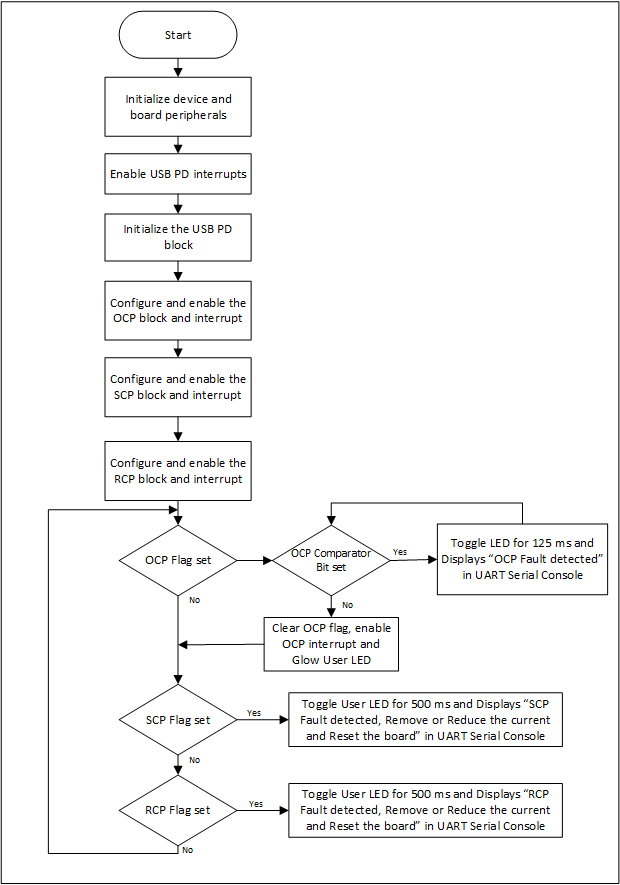 Start
Initialize device and
board peripherals
Enable USB PD interrupts
Initialize the USB PD
block
Configure and enable the
OCP block and interrupt
Configure and enable the
SCP block and interrupt
Configure and enable the
RCP block and interrupt
OCP Flag set
OCP Comparator
Bit set
Yes
Toggle LED for 125 ms and
Displays “OCP Fault detected”
in UART Serial Console
No
No
Clear OCP flag, enable
OCP interrupt and
Glow User LED
SCP Flag set
Yes
Toggle User LED for 500 ms and Displays “SCP
Fault detected, Remove or Reduce the current
and Reset the board” in UART Serial Console
No
RCP Flag set
Yes
Toggle User LED for 500 ms and Displays “RCP
Fault detected, Remove or Reduce the current
and Reset the board” in UART Serial Console
No